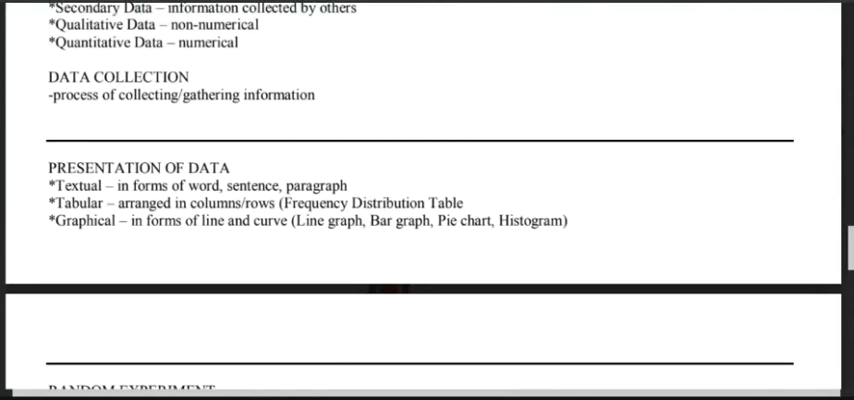 *Secondary Data – information collected by others
*Qualitative Data – non-numerical
*Quantitative Data – numerical
DATA COLLECTION
-process of collecting/gathering information
PRESENTATION OF DATA
*Textual – in forms of word, sentence, paragraph
*Tabular – arranged in columns/rows (Frequency Distribution Table
*Graphical – in forms of line and curve (Line graph, Bar graph, Pie chart, Histogram)
RANDOM EXPERIMENT